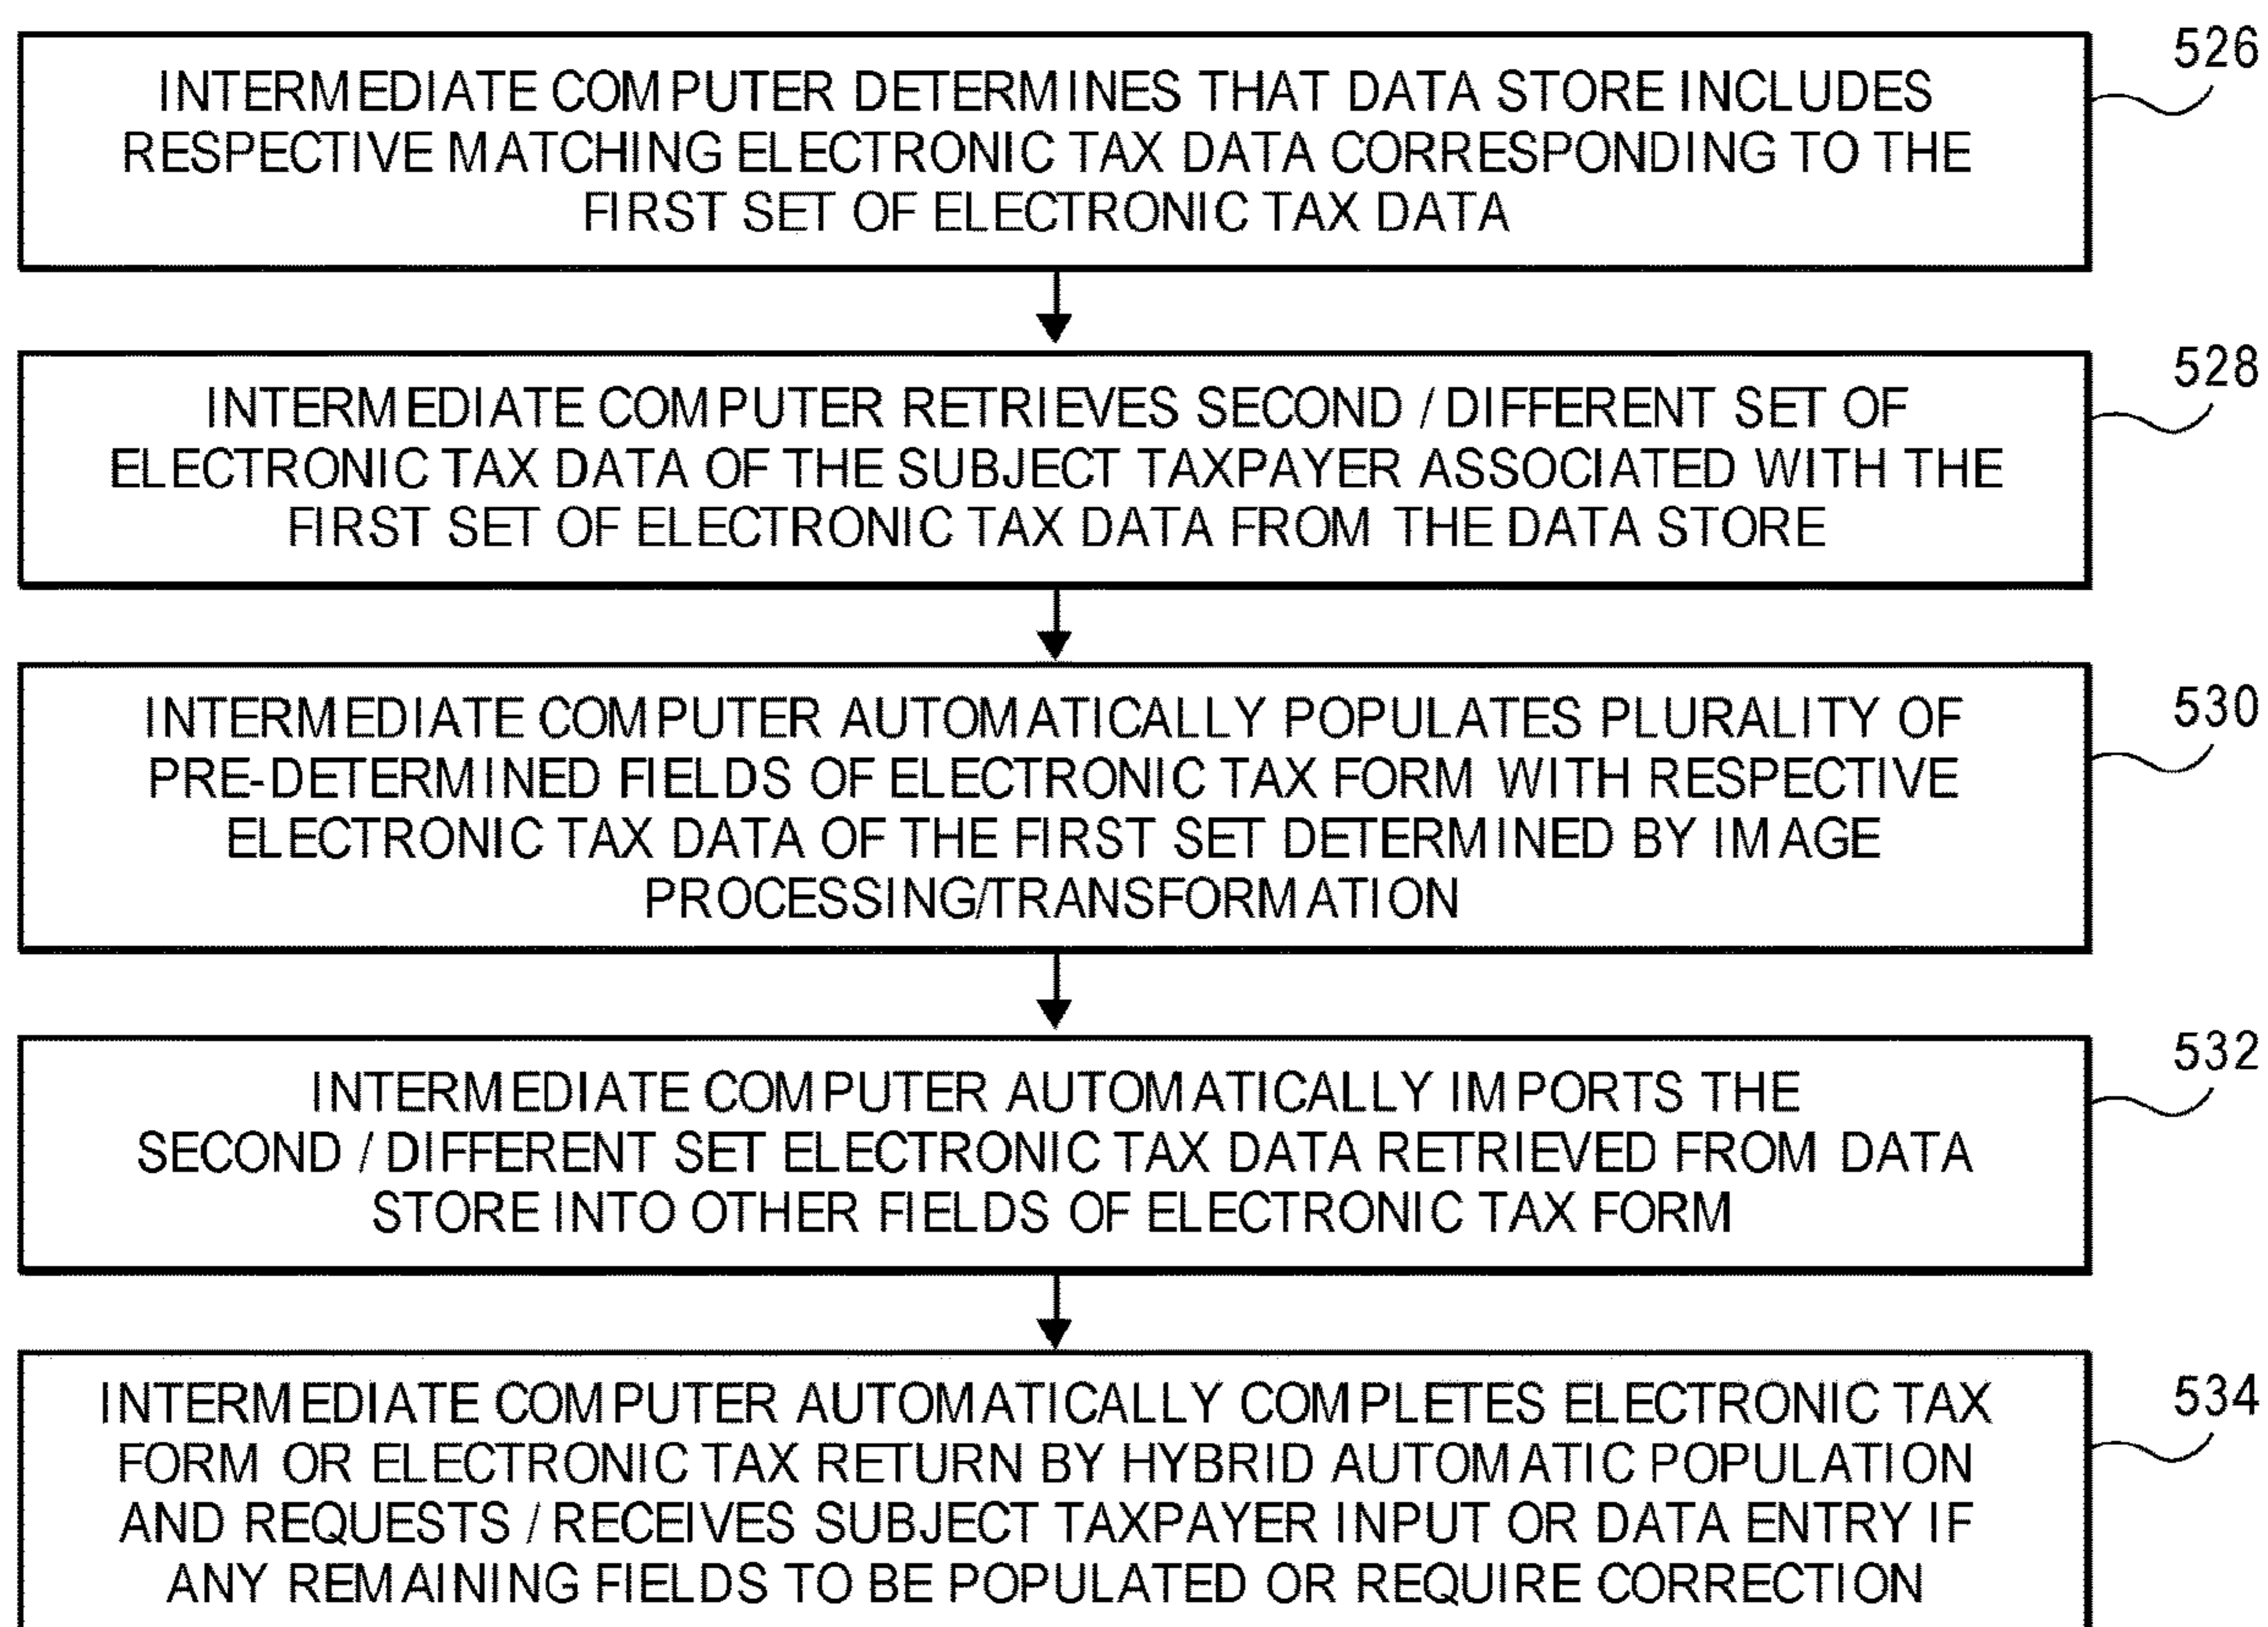 526
INTERMEDIATE COMPUTER DETERMINES THAT DATA STORE INCLUDES
RESPECTIVE MATCHING ELECTRONIC TAX DATA CORRESPONDING TO THE
FIRST SET OF ELECTRONIC TAX DATA
528
INTERMEDIATE COMPUTER RETRIEVES SECOND / DIFFERENT SET OF
ELECTRONIC TAX DATA OF THE SUBJECT TAXPAYER ASSOCIATED WITH THE
FIRST SET OF ELECTRONIC TAX DATA FROM THE DATA STORE
530
INTERMEDIATE COMPUTER AUTOMATICALLY POPULATES PLURALITY OF
PRE-DETERMINED FIELDS OF ELECTRONIC TAX FORM WITH RESPECTIVE
ELECTRONIC TAX DATA OF THE FIRST SET DETERMINED BY IMAGE
PROCESSING/TRANSFORMATION
532
INTERMEDIATE COMPUTER AUTOMATICALLY IMPORTS THE
SECOND / DIFFERENT SET ELECTRONIC TAX DATA RETRIEVED FROM DATA
STORE INTO OTHER FIELDS OF ELECTRONIC TAX FORM
534
INTERMEDIATE COMPUTER AUTOMATICALLY COMPLETES ELECTRONIC TAX
FORM OR ELECTRONIC TAX RETURN BY HYBRID AUTOMATIC POPULATION
AND REQUESTS / RECEIVES SUBJECT TAXPAYER INPUT OR DATA ENTRY IF
ANY REMAINING FIELDS TO BE POPULATED OR REQUIRE CORRECTION